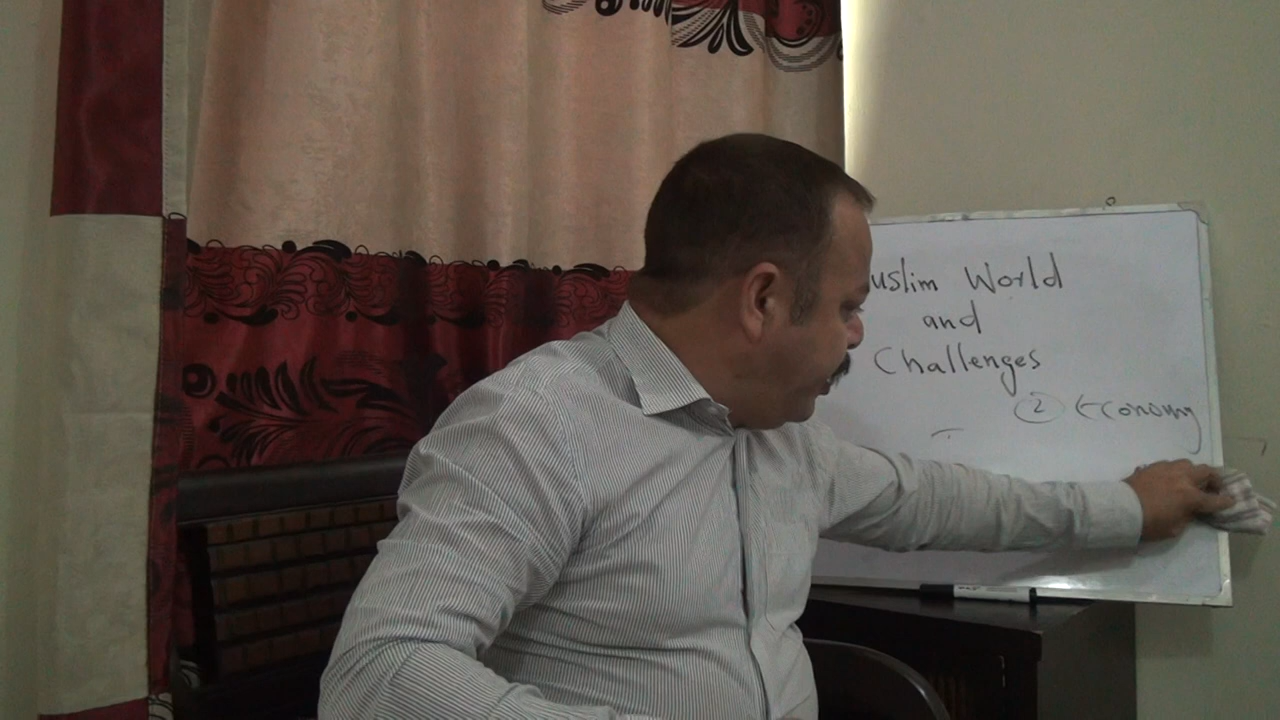 uslim World
and
Challenges
② Economy